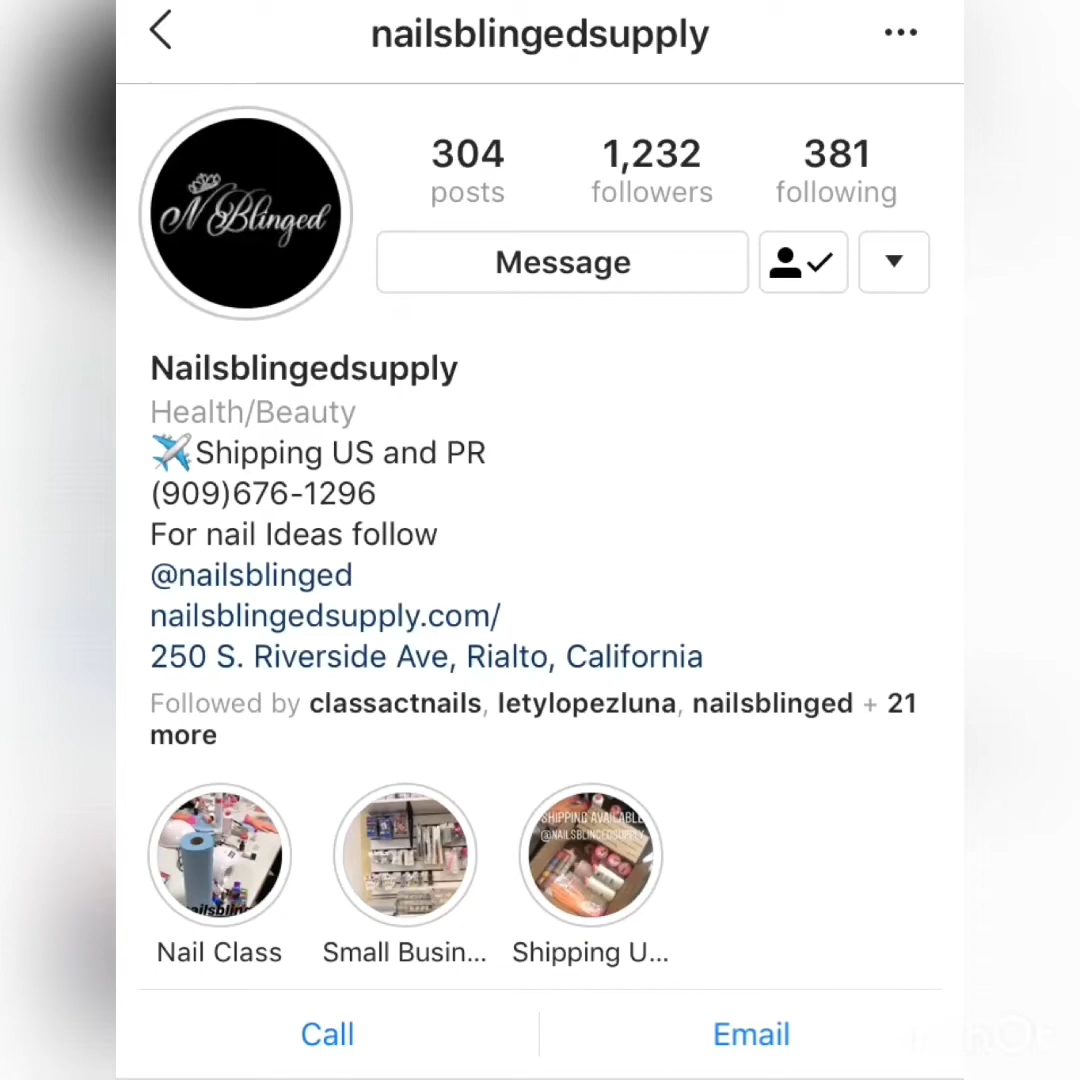 nailsblingedsupply
N Blinged
304 1,232 381
posts followers following
Message
Nailsblingedsupply
Health/Beauty
✈️Shipping US and PR
(909)676-1296
For nail Ideas follow
@nailsblinged
nailsblingedsupply.com/
250 S. Riverside Ave, Rialto, California
Followed by classactnails, letylopezluna, nailsblinged + 21
more
SHIPPING AVAILABLE
@NAILSBLINGEDSUPPLY
Nail Class Small Busin... Shipping U...
Call Email